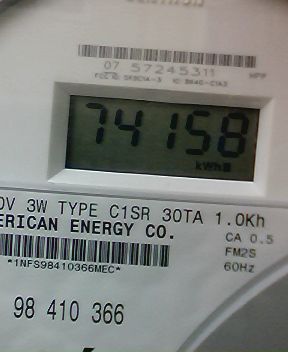 07 57245311
74158
kWh
0V 3W TYPE C1SR 30TA 1.0Kh
ERICAN ENERGY CO.
CA 0.5
FM2S
*1NFS98410366MEC*
60Hz
98 410 366